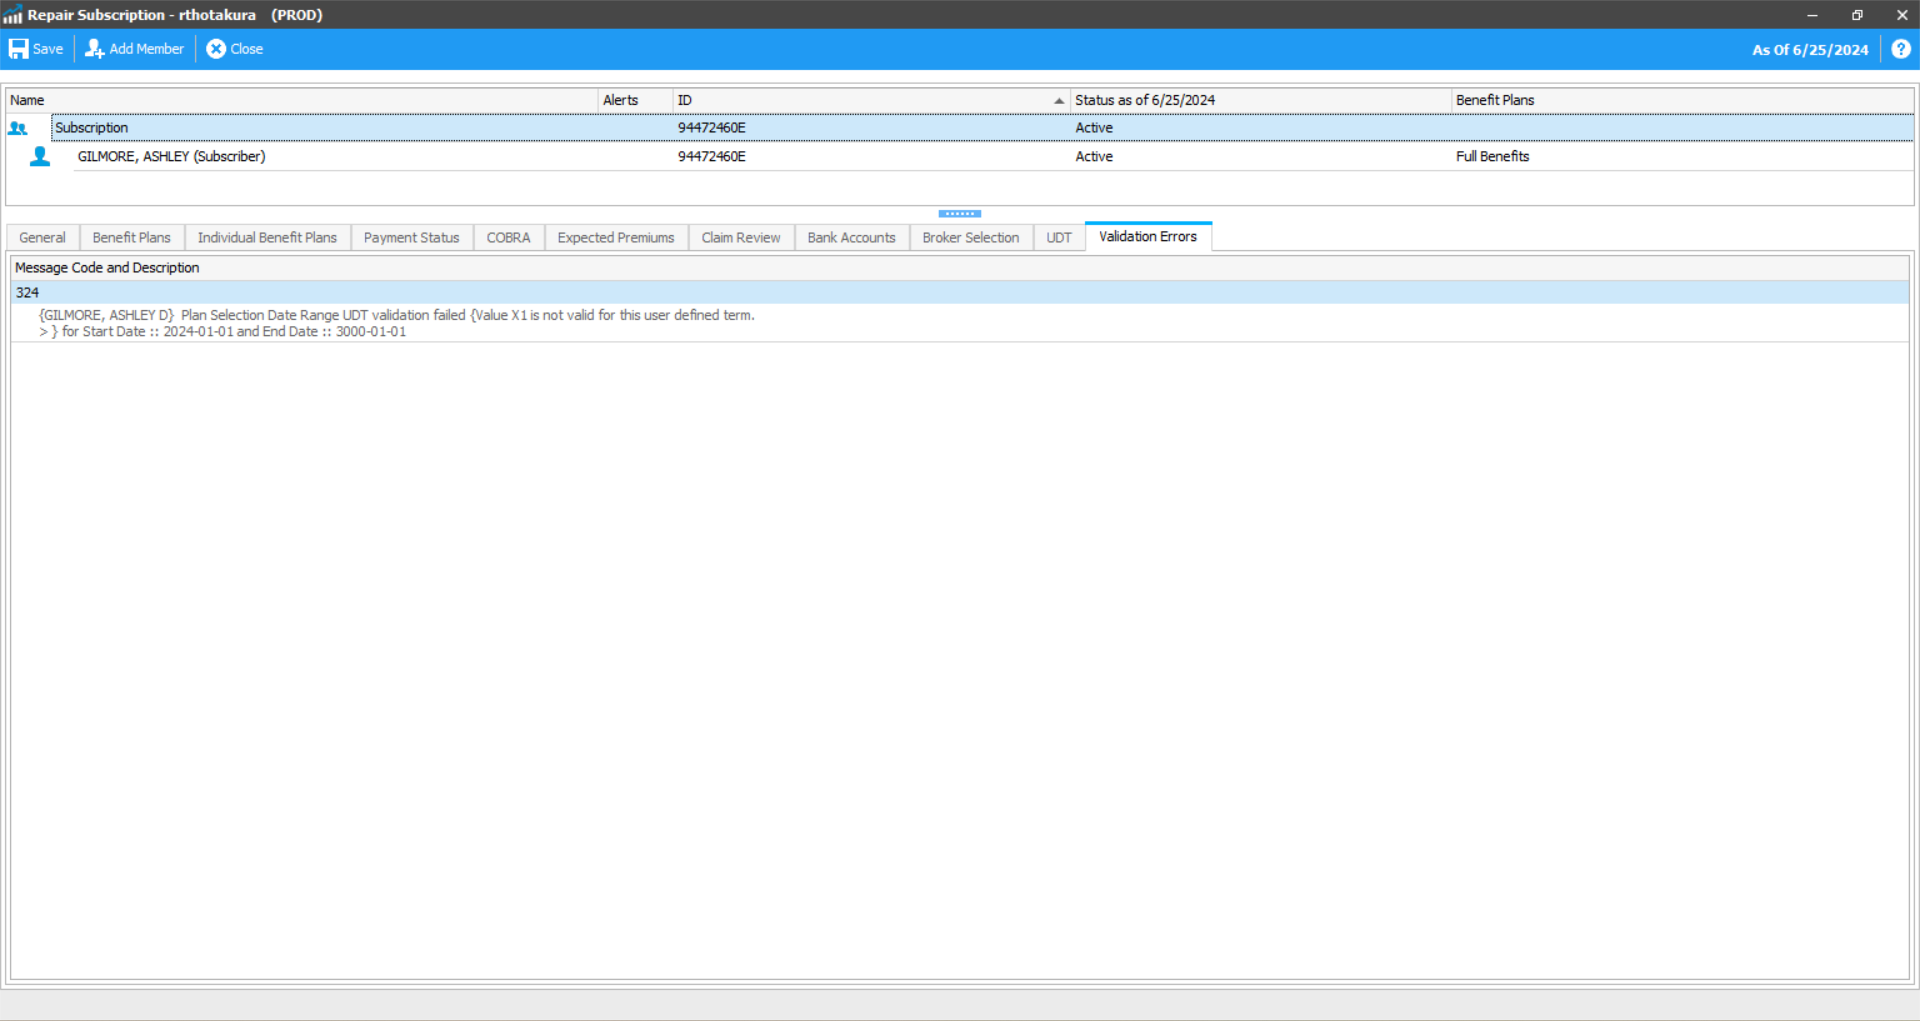 Repair Subscription - rthotakura (PROD)
Save Add Member Close As Of 6/25/2024 ?
Name Alerts ID Status as of 6/25/2024 Benefit Plans
Subscription 94472460E Active
GILMORE, ASHLEY (Subscriber) 94472460E Active Full Benefits
General Benefit Plans Individual Benefit Plans Payment Status COBRA Expected Premiums Claim Review Bank Accounts Broker Selection UDT Validation Errors
Message Code and Description
324
{GILMORE, ASHLEY D} Plan Selection Date Range UDT validation failed {Value X1 is not valid for this user defined term.
> } for Start Date :: 2024-01-01 and End Date :: 3000-01-01